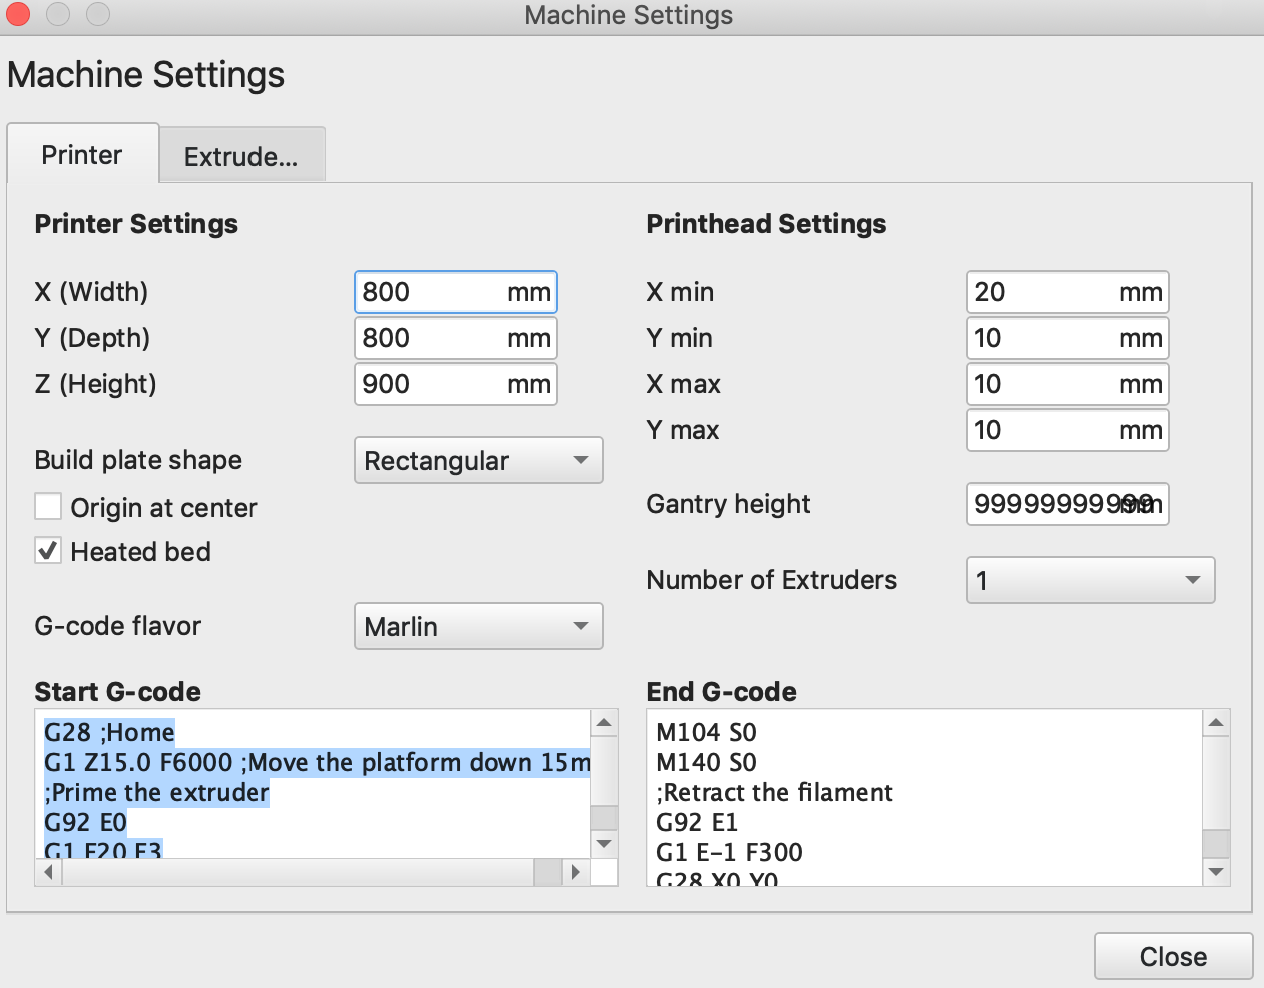 Machine Settings
Machine Settings
Printer
Extrude...
Printer Settings
X (Width)
800 mm
Y (Depth)
800 mm
Z (Height)
900 mm
Build plate shape
Rectangular
Origin at center
Heated bed
G-code flavor
Marlin
Printhead Settings
X min
20 mm
Y min
10 mm
X max
10 mm
Y max
10 mm
Gantry height
99999999999 mm
Number of Extruders
1
Start G-code
G28 ;Home
G1 Z15.0 F6000 ;Move the platform down 15m
;Prime the extruder
G92 E0
G1 F20 E3
End G-code
M104 S0
M140 S0
;Retract the filament
G92 E1
G1 E-1 F300
G28 X0 Y0
Close